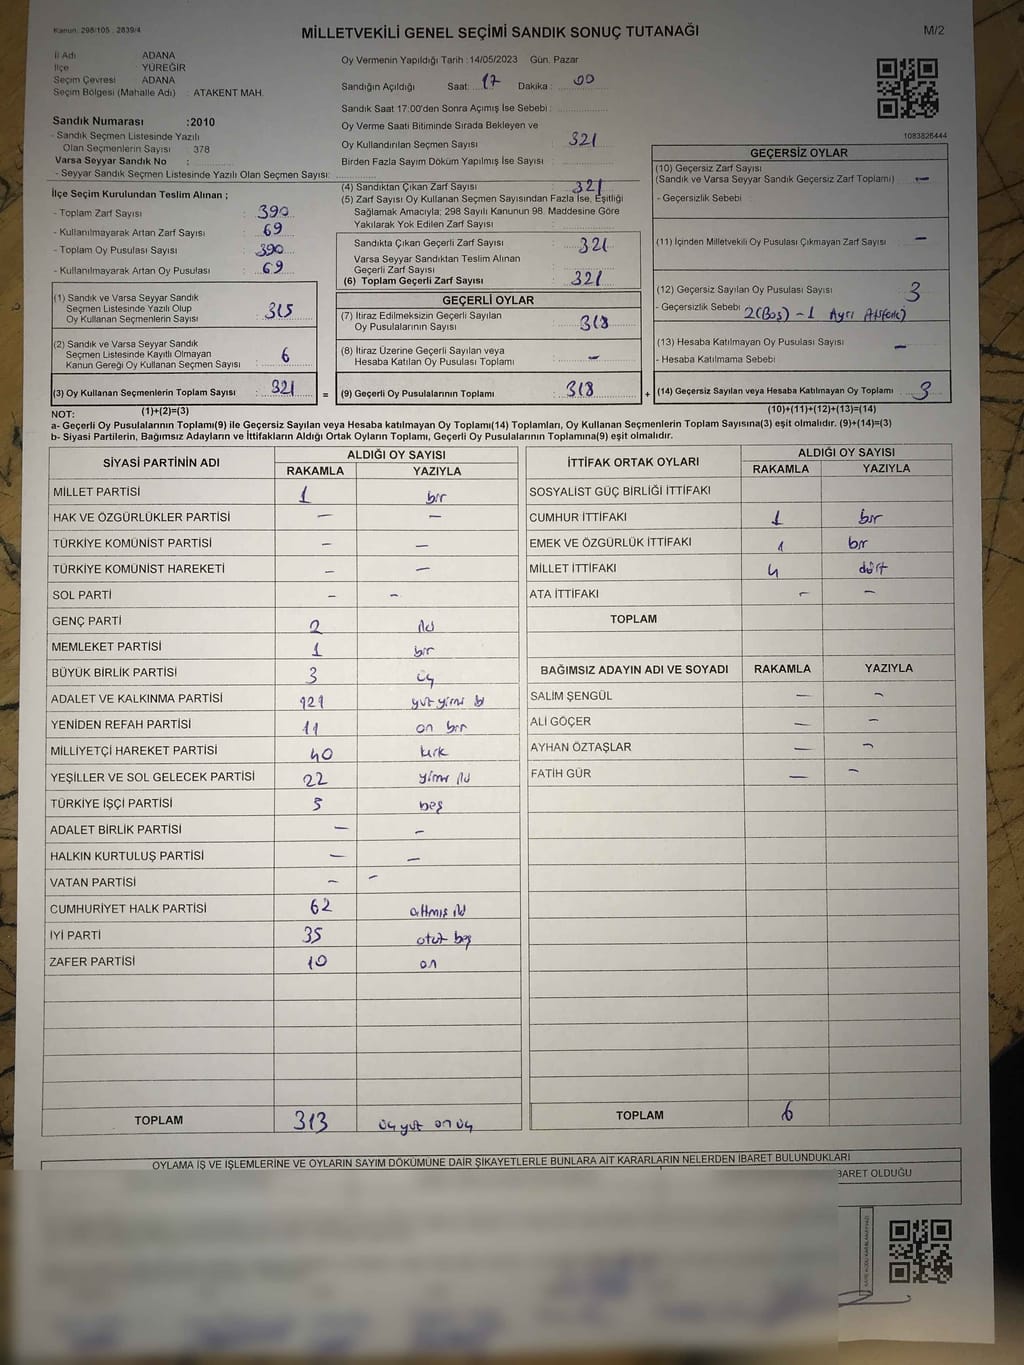 Kanun: 298/105 : 2839/4
MİLLETVEKİLİ GENEL SEÇİMİ SANDIK SONUÇ TUTANAĞI
M/2
İl Adı ADANA
İlçe YÜREĞİR
Seçim Çevresi ADANA
Seçim Bölgesi (Mahalle Adı) : ATAKENT MAH.
Oy Vermenin Yapıldığı Tarih :14/05/2023 Gün: Pazar
Sandığın Açıldığı Saat: 17 Dakika : 00
Sandık Saat 17:00'den Sonra Açımış İse Sebebi :
Oy Verme Saati Bitiminde Sırada Bekleyen ve
Oy Kullandırılan Seçmen Sayısı : 321
Birden Fazla Sayım Döküm Yapılmış İse Sayısı :
1083826444
Sandık Numarası :2010
- Sandık Seçmen Listesinde Yazılı
Olan Seçmenlerin Sayısı : 378
Varsa Seyyar Sandık No :
- Seyyar Sandık Seçmen Listesinde Yazılı Olan Seçmen Sayısı:
İlçe Seçim Kurulundan Teslim Alınan ;
- Toplam Zarf Sayısı : 390
- Kullanılmayarak Artan Zarf Sayısı : 69
- Toplam Oy Pusulası Sayısı : 390
- Kullanılmayarak Artan Oy Pusulası : 69
(4) Sandıktan Çıkan Zarf Sayısı : 321
(5) Zarf Sayısı Oy Kullanan Seçmen Sayısından Fazla İse, Eşitliği
Sağlamak Amacıyla; 298 Sayılı Kanunun 98. Maddesine Göre
Yakılarak Yok Edilen Zarf Sayısı :
Sandıkta Çıkan Geçerli Zarf Sayısı : 321
Varsa Seyyar Sandıktan Teslim Alınan
Geçerli Zarf Sayısı :
(6) Toplam Geçerli Zarf Sayısı : 321
GEÇERSİZ OYLAR
(10) Geçersiz Zarf Sayısı
(Sandık ve Varsa Seyyar Sandık Geçersiz Zarf Toplamı) : —
- Geçersizlik Sebebi
(11) İçinden Milletvekili Oy Pusulası Çıkmayan Zarf Sayısı : —
(12) Geçersiz Sayılan Oy Pusulası Sayısı : 3
- Geçersizlik Sebebi : 2(Boş) - 1 Ayrı
(13) Hesaba Katılmayan Oy Pusulası Sayısı : —
- Hesaba Katılmama Sebebi
(14) Geçersiz Sayılan veya Hesaba Katılmayan Oy Toplamı : 3
(10)+(11)+(12)+(13)=(14)
(1) Sandık ve Varsa Seyyar Sandık
Seçmen Listesinde Yazılı Olup
Oy Kullanan Seçmenlerin Sayısı : 315
(2) Sandık ve Varsa Seyyar Sandık
Seçmen Listesinde Kayıtlı Olmayan
Kanun Gereği Oy Kullanan Seçmen Sayısı : 6
(3) Oy Kullanan Seçmenlerin Toplam Sayısı : 321 =
GEÇERLİ OYLAR
(7) İtiraz Edilmeksizin Geçerli Sayılan
Oy Pusulalarının Sayısı : 318
(8) İtiraz Üzerine Geçerli Sayılan veya
Hesaba Katılan Oy Pusulası Toplamı : —
(9) Geçerli Oy Pusulalarının Toplamı : 318 +
NOT: (1)+(2)=(3)
a- Geçerli Oy Pusulaların Toplamı(9) ile Geçersiz Sayılan veya Hesaba katılmayan Oy Toplamı(14) Toplamları, Oy Kullanan Seçmenlerin Toplam Sayısına(3) eşit olmalıdır. (9)+(14)=(3)
b- Siyasi Partilerin, Bağımsız Adayların ve İttifakların Aldığı Ortak Oyların Toplamı, Geçerli Oy Pusulalarının Toplamına(9) eşit olmalıdır.
SİYASİ PARTİNİN ADI ALDIĞI OY SAYISI
RAKAMLA YAZIYLA
MİLLET PARTİSİ 1 bir
HAK VE ÖZGÜRLÜKLER PARTİSİ — —
TÜRKİYE KOMÜNİST PARTİSİ — —
TÜRKİYE KOMÜNİST HAREKETİ — —
SOL PARTİ — —
GENÇ PARTİ 2 iki
MEMLEKET PARTİSİ 1 bir
BÜYÜK BİRLİK PARTİSİ 3 üç
ADALET VE KALKINMA PARTİSİ 121 yüz yirmi bi
YENİDEN REFAH PARTİSİ 11 on bir
MİLLİYETÇİ HAREKET PARTİSİ 40 kırk
YEŞİLLER VE SOL GELECEK PARTİSİ 22 yirmi iki
TÜRKİYE İŞÇİ PARTİSİ 5 beş
ADALET BİRLİK PARTİSİ — —
HALKIN KURTULUŞ PARTİSİ — —
VATAN PARTİSİ — —
CUMHURİYET HALK PARTİSİ 62 altmış iki
İYİ PARTİ 35 otuz beş
ZAFER PARTİSİ 10 on
TOPLAM 313 üç yüz on üç
İTTİFAK ORTAK OYLARI ALDIĞI OY SAYISI
RAKAMLA YAZIYLA
SOSYALİST GÜÇ BİRLİĞİ İTTİFAKI
CUMHUR İTTİFAKI 1 bir
EMEK VE ÖZGÜRLÜK İTTİFAKI 1 bir
MİLLET İTTİFAKI 4 dört
ATA İTTİFAKI — —
TOPLAM
BAĞIMSIZ ADAYIN ADI VE SOYADI RAKAMLA YAZIYLA
SALİM ŞENGÜL — —
ALİ GÖÇER — —
AYHAN ÖZTAŞLAR — —
FATİH GÜR — —
TOPLAM 6
OYLAMA İŞ VE İŞLEMLERİNE VE OYLARIN SAYIM DÖKÜMÜNE DAİR ŞİKAYETLERLE BUNLARA AİT KARARLARIN NELERDEN İBARET BULUNDUKLARI
BARET OLDUĞU